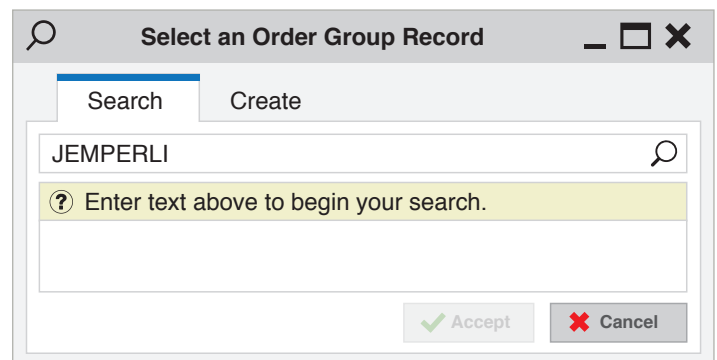 Select an Order Group Record
Search Create
JEMPERLI
? Enter text above to begin your search.
Accept Cancel